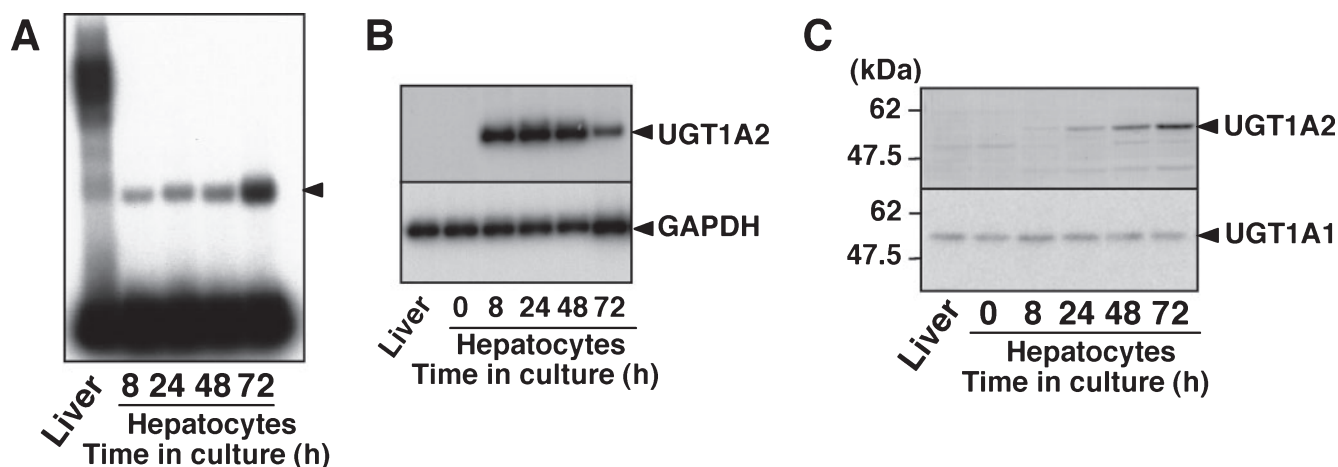 A
Liver
8 24 48 72
Hepatocytes
Time in culture (h)
B
UGT1A2
GAPDH
Liver
0 8 24 48 72
Hepatocytes
Time in culture (h)
C
(kDa)
62
47.5
UGT1A2
62
47.5
UGT1A1
Liver
0 8 24 48 72
Hepatocytes
Time in culture (h)